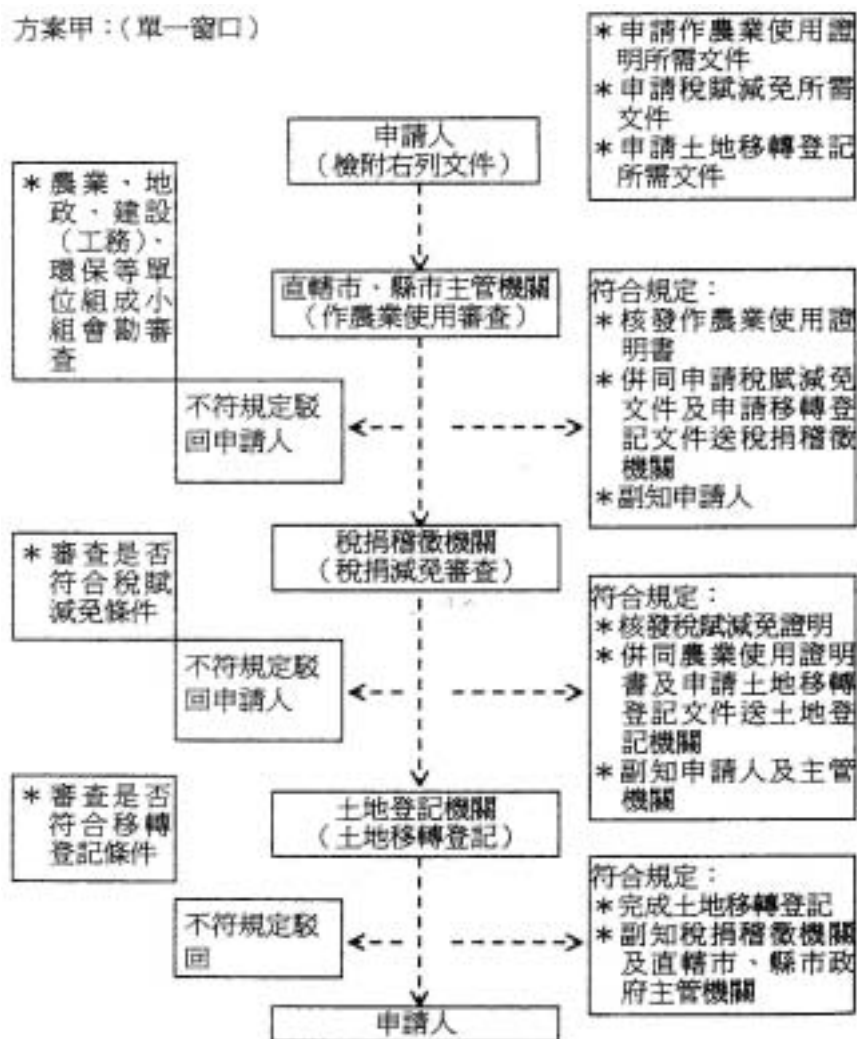 方案甲：（單一窗口）
＊申請作農業使用證
明所需文件
＊申請稅賦減免所需
文件
＊申請土地移轉登記
所需文件
申請人
（檢附右列文件）
＊農業、地
政、建設
（工務）、
環保等單
位組成小
組會勘審
查
直轄市、縣市主管機關
（作農業使用審查）
符合規定：
＊核發作農業使用證
明書
＊併同申請稅賦減免
文件及申請移轉登
記文件送稅捐稽徵
機關
＊副知申請人
不符規定駁
回申請人
稅捐稽徵機關
（稅捐減免審查）
＊審查是否
符合稅賦
減免條件
符合規定：
＊核發稅賦減免證明
＊併同農業使用證明
書及申請土地移轉
登記文件送土地登
記機關
＊副知申請人及主管
機關
不符規定駁
回申請人
土地登記機關
（土地移轉登記）
＊審查是否
符合移轉
登記條件
符合規定：
＊完成土地移轉登記
＊副知稅捐稽徵機關
及直轄市、縣市政
府主管機關
不符規定駁
回
申請人